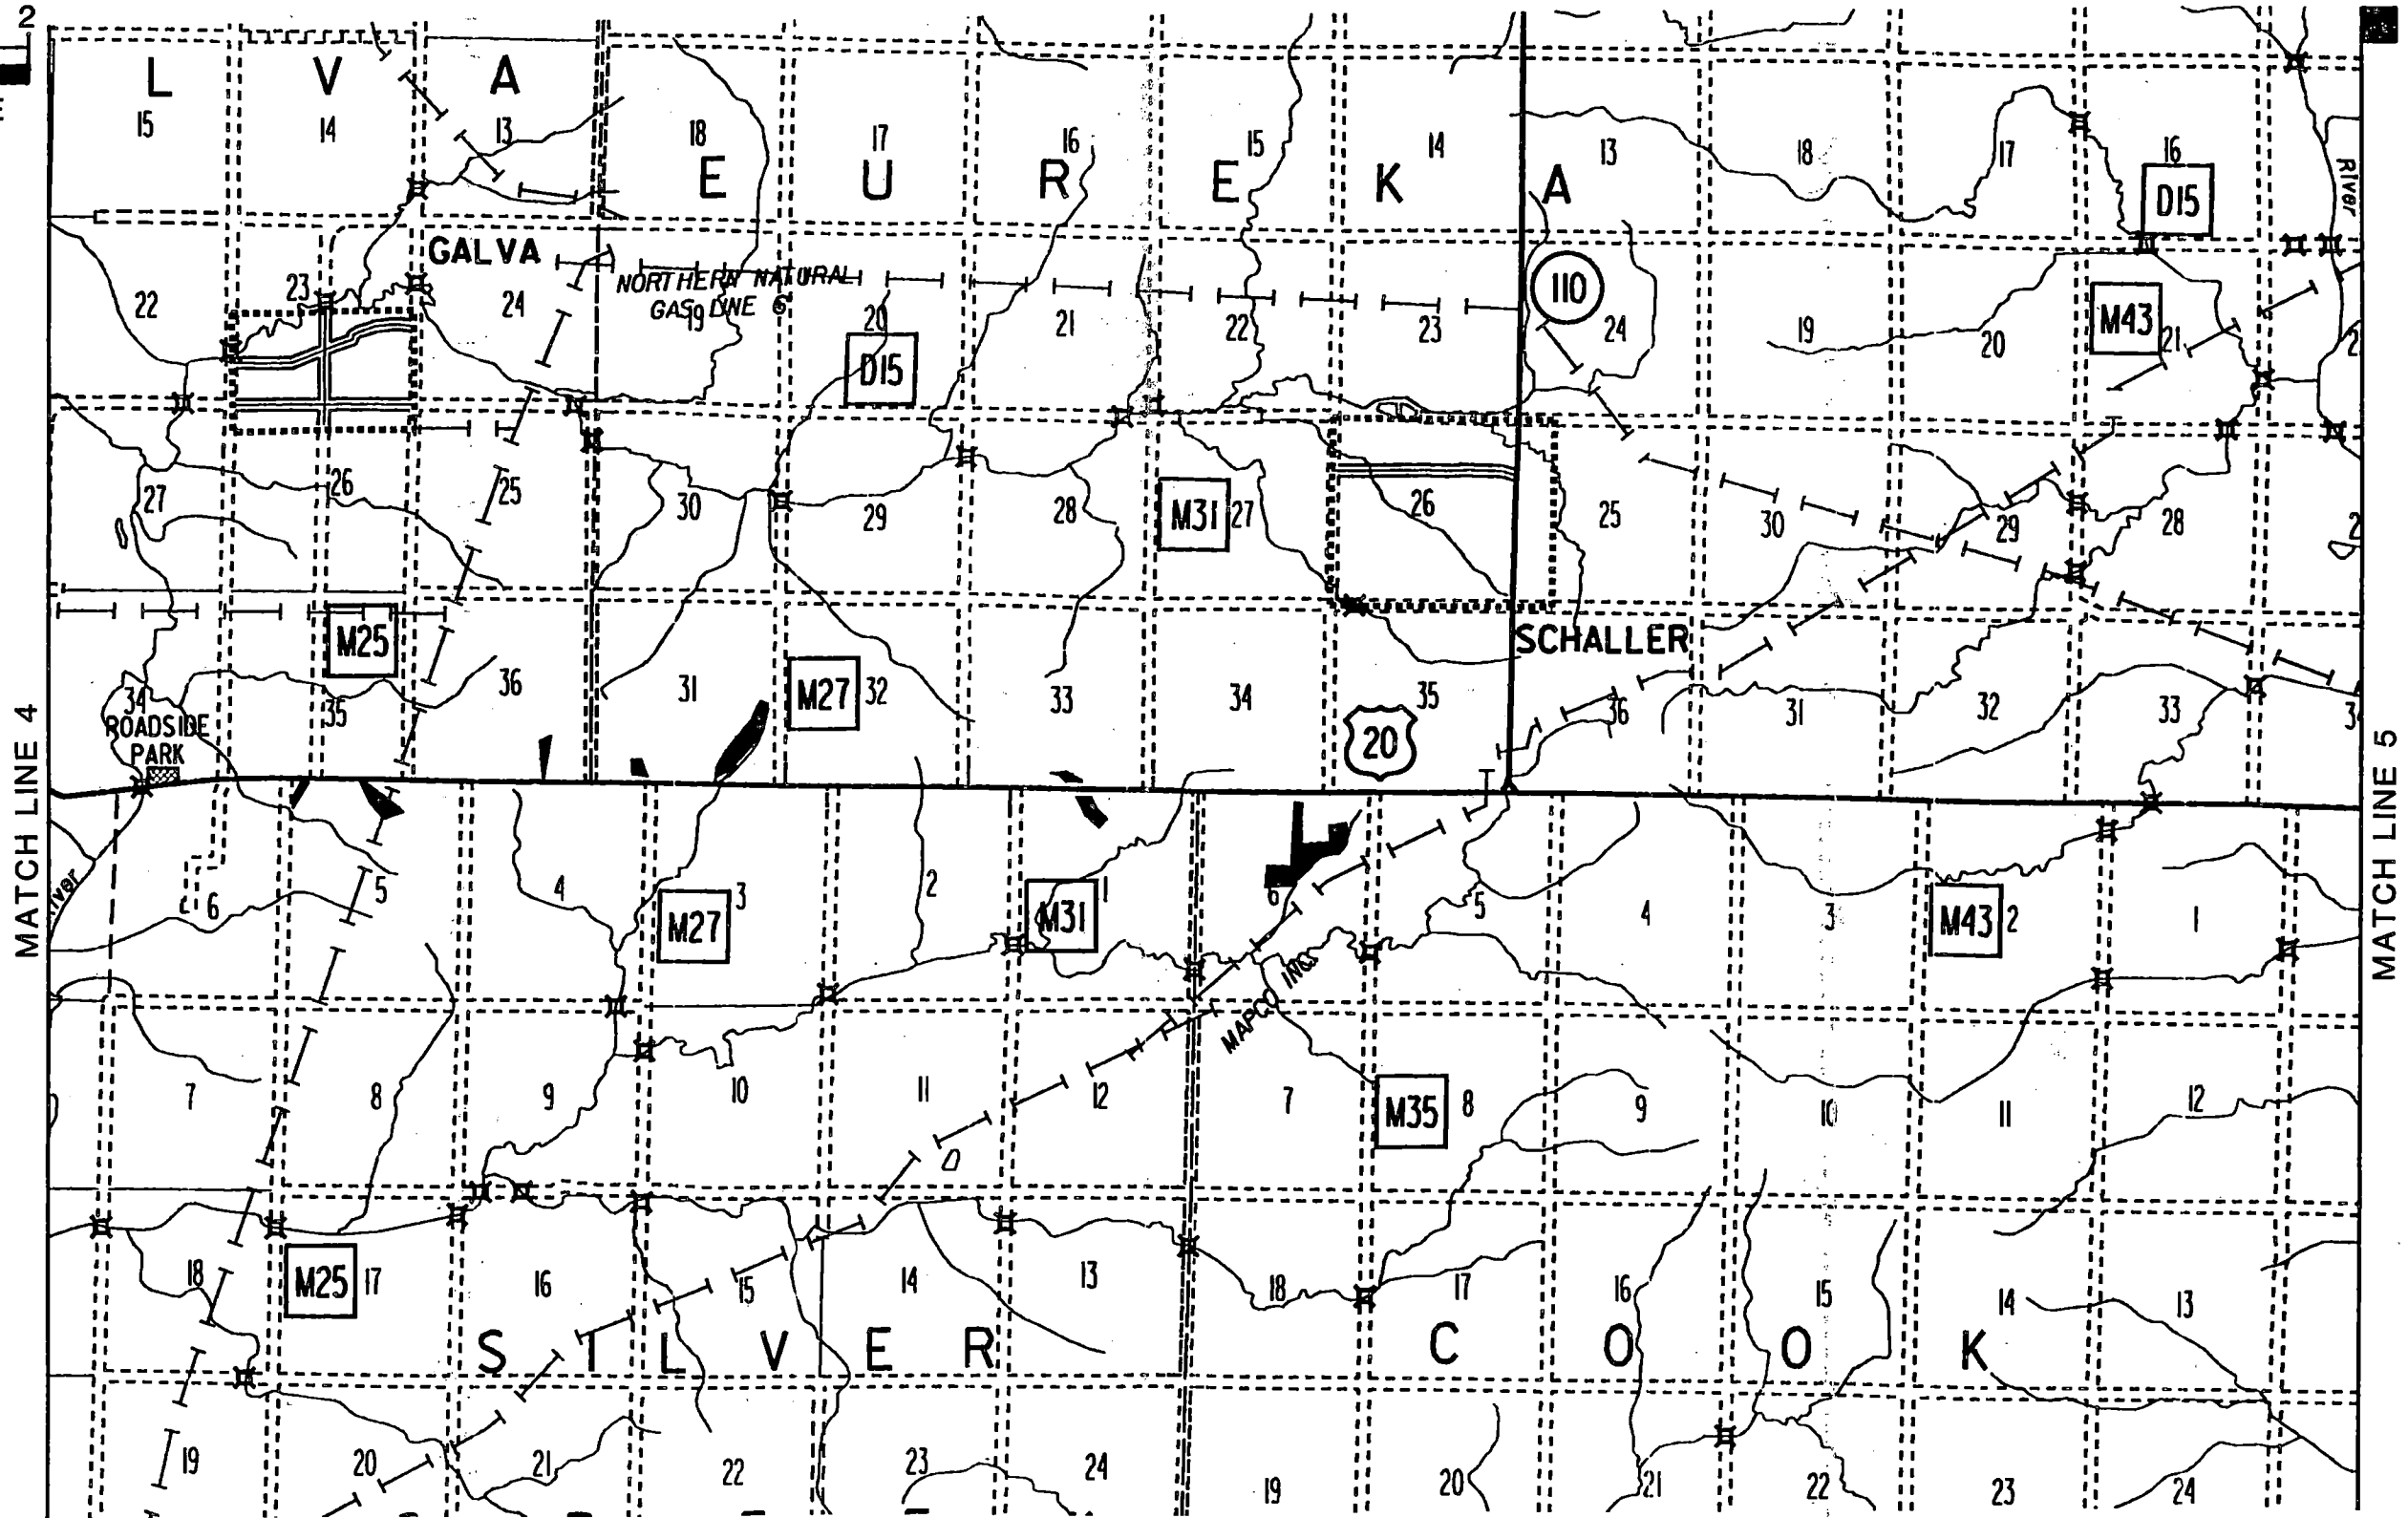 2
L V A
15 14 13 18 17 16 15 14 13 18 17 16
E U R E K A
D15
River
GALVA
110
NORTHERN NATURAL
GAS LINE 6
22 23 24 19 20 21 22 23 24 19 20 21
M43
D15
27 26 25 30 29 28 27 26 25 30 29 28
M31
M25
SCHALLER
34 35 36 31 32 33 34 35 36 31 32 33
M27
ROADSIDE
PARK
20
MATCH LINE 4
MATCH LINE 5
6 5 4 3 2 1 6 5 4 3 2 1
M27
M31
M43
MAPCO INC.
7 8 9 10 11 12 7 8 9 10 11 12
M35
18 17 16 15 14 13 18 17 16 15 14 13
M25
S I L V E R
C O O K
19 20 21 22 23 24 19 20 21 22 23 24